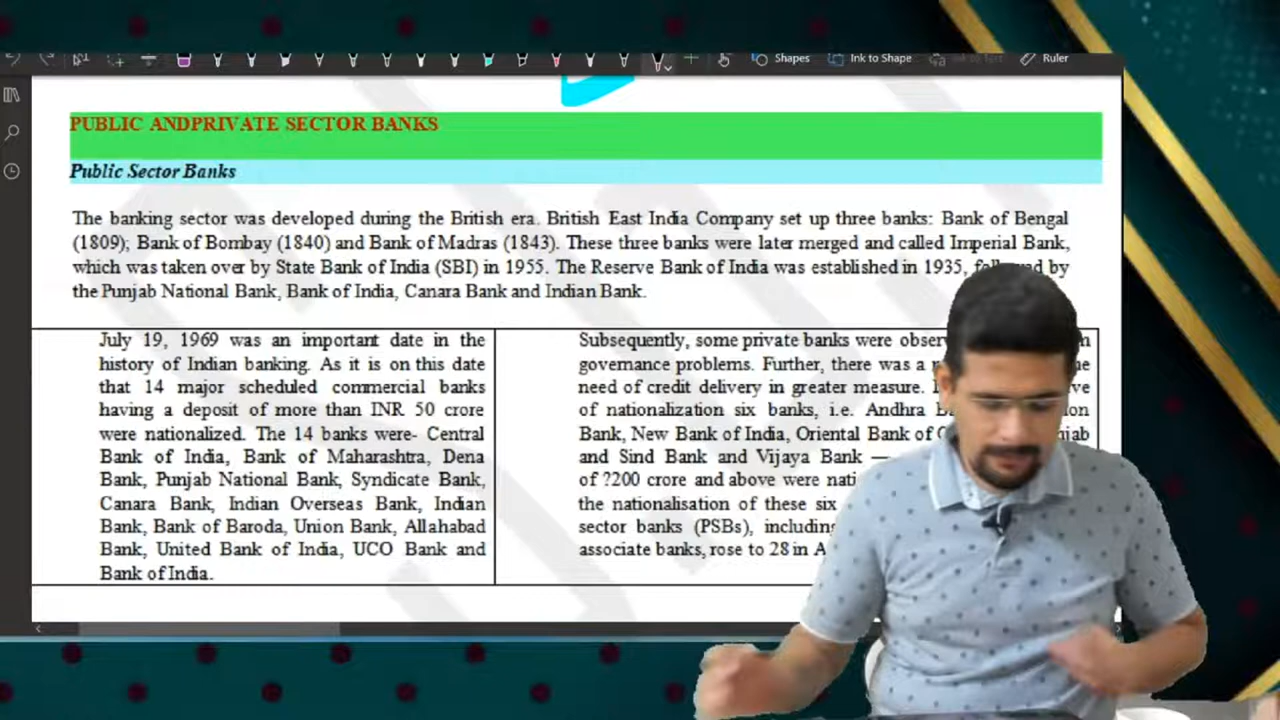 Shapes Ink to Shape Ink to Text Ruler
PUBLIC ANDPRIVATE SECTOR BANKS
Public Sector Banks
The banking sector was developed during the British era. British East India Company set up three banks: Bank of Bengal
(1809); Bank of Bombay (1840) and Bank of Madras (1843). These three banks were later merged and called Imperial Bank,
which was taken over by State Bank of India (SBI) in 1955. The Reserve Bank of India was established in 1935, followed by
the Punjab National Bank, Bank of India, Canara Bank and Indian Bank.
July 19, 1969 was an important date in the
history of Indian banking. As it is on this date
that 14 major scheduled commercial banks
having a deposit of more than INR 50 crore
were nationalized. The 14 banks were- Central
Bank of India, Bank of Maharashtra, Dena
Bank, Punjab National Bank, Syndicate Bank,
Canara Bank, Indian Overseas Bank, Indian
Bank, Bank of Baroda, Union Bank, Allahabad
Bank, United Bank of India, UCO Bank and
Bank of India.
Subsequently, some private banks were
governance problems. Further, there was a
need of credit delivery in greater measure.
of nationalization six banks, i.e. Andhra
Bank, New Bank of India, Oriental Bank of
and Sind Bank and Vijaya Bank —
of ?200 crore and above were
the nationalisation of these six
sector banks (PSBs), including
associate banks, rose to 28 in